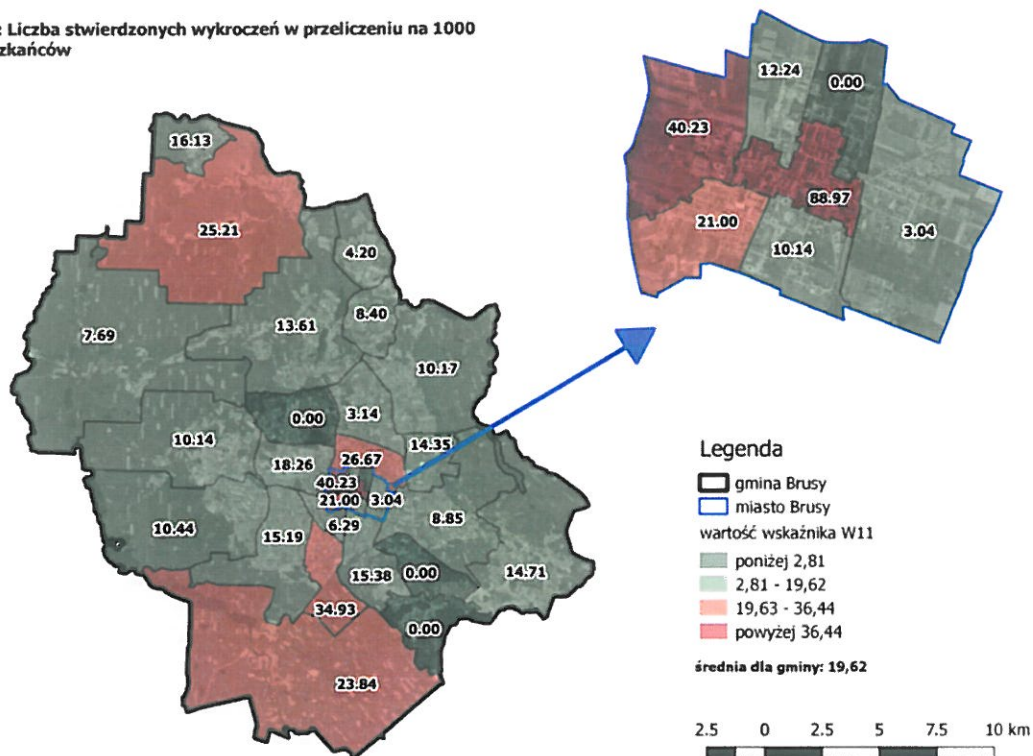 : Liczba stwierdzonych wykroczeń w przeliczeniu na 1000
zkańców
12.24
0.00
40.23
88.97
21.00
10.14
3.04
16.13
25.21
4.20
8.40
7.69
13.61
10.17
0.00
3.14
10.14
14.35
26.67
18.26
40.23
21.00
3.04
6.29
8.85
10.44
15.19
15.38
0.00
14.71
34.93
0.00
23.84
Legenda
gmina Brusy
miasto Brusy
wartość wskaźnika W11
poniżej 2,81
2,81 - 19,62
19,63 - 36,44
powyżej 36,44
średnia dla gminy: 19,62
2.5 0 2.5 5 7.5 10 km